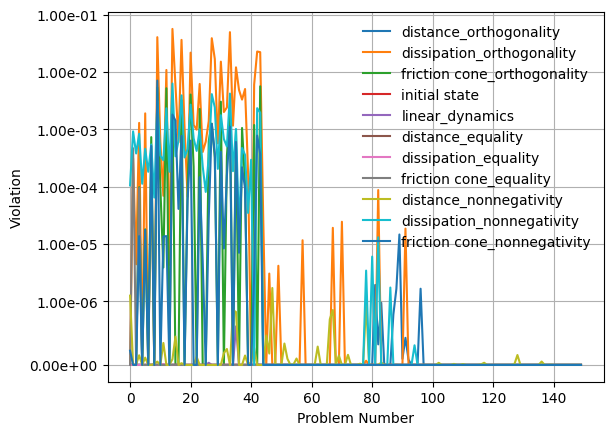 1.00e-01
1.00e-02
1.00e-03
1.00e-04
1.00e-05
1.00e-06
0.00e+00
Violation
distance_orthogonality
dissipation_orthogonality
friction cone_orthogonality
initial state
linear_dynamics
distance_equality
dissipation_equality
friction cone_equality
distance_nonnegativity
dissipation_nonnegativity
friction cone_nonnegativity
0 20 40 60 80 100 120 140
Problem Number